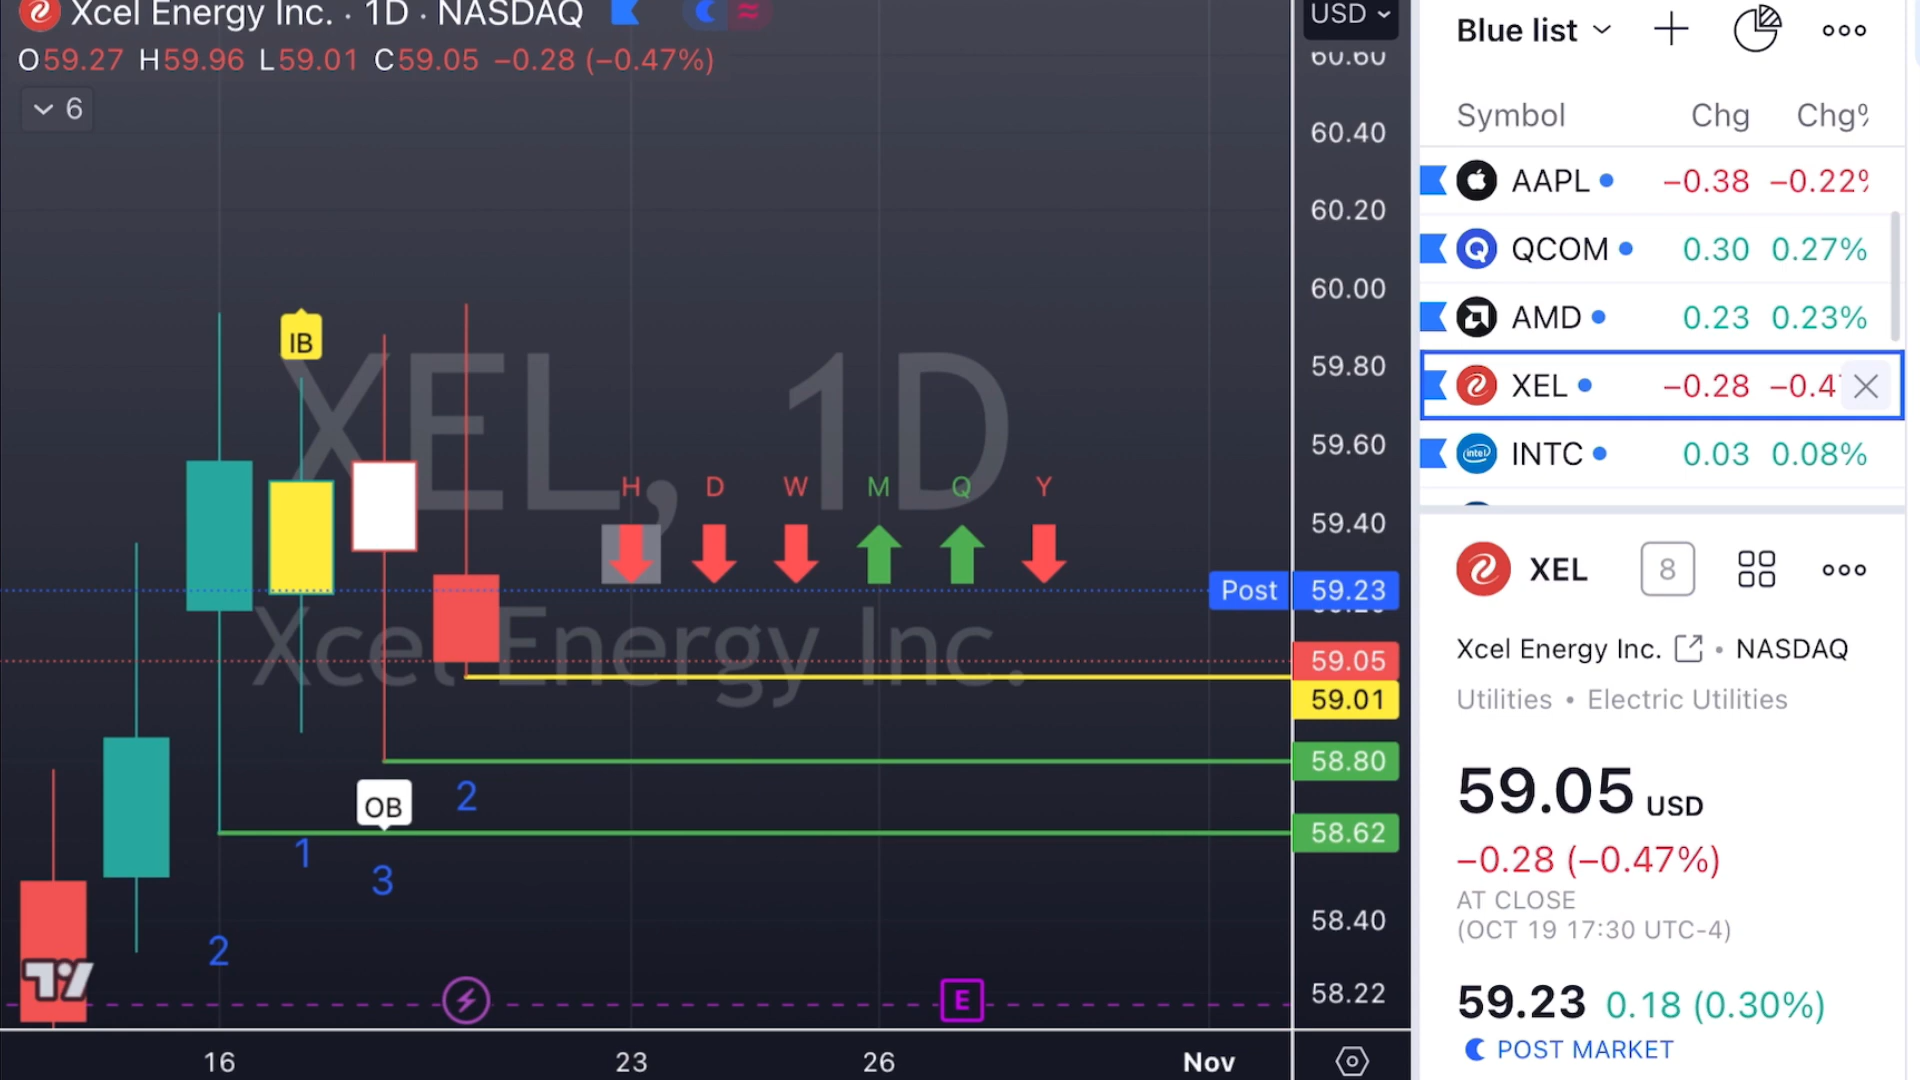 Xcel Energy Inc. · 1D · NASDAQ
O59.27 H59.96 L59.01 C59.05 −0.28 (−0.47%)
6
IB
XEL, 1D
Xcel Energy Inc.
H D W M Q Y
OB
2
1
3
2
2
E
16 23 26 Nov
USD
60.60
60.40
60.20
60.00
59.80
59.60
59.40
Post 59.23
59.05
59.01
58.80
58.62
58.40
58.22
Blue list
Symbol Chg Chg%
AAPL −0.38 −0.22%
QCOM 0.30 0.27%
AMD 0.23 0.23%
XEL −0.28 −0.4
intel INTC 0.03 0.08%
XEL 8
Xcel Energy Inc. • NASDAQ
Utilities • Electric Utilities
59.05 USD
−0.28 (−0.47%)
AT CLOSE
(OCT 19 17:30 UTC-4)
59.23 0.18 (0.30%)
POST MARKET